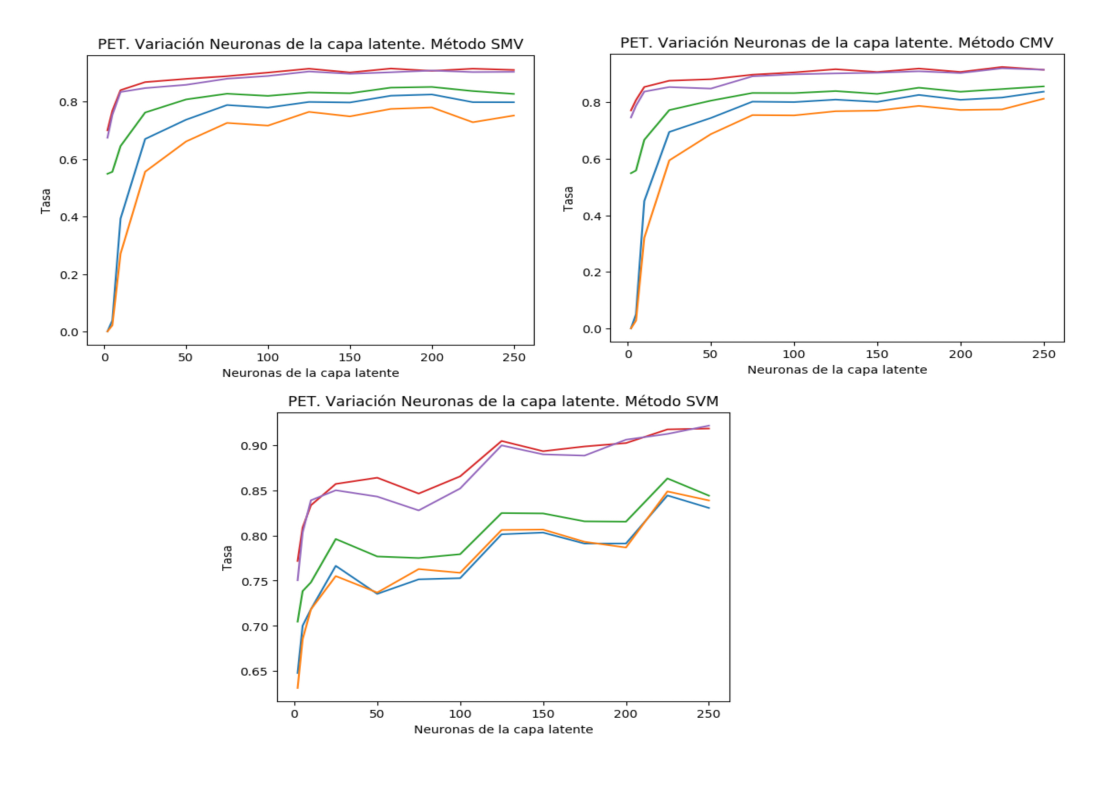 PET. Variación Neuronas de la capa latente. Método SMV
Tasa
0.8
0.6
0.4
0.2
0.0
0 50 100 150 200 250
Neuronas de la capa latente
PET. Variación Neuronas de la capa latente. Método CMV
Tasa
0.8
0.6
0.4
0.2
0.0
0 50 100 150 200 250
Neuronas de la capa latente
PET. Variación Neuronas de la capa latente. Método SVM
Tasa
0.90
0.85
0.80
0.75
0.70
0.65
0 50 100 150 200 250
Neuronas de la capa latente